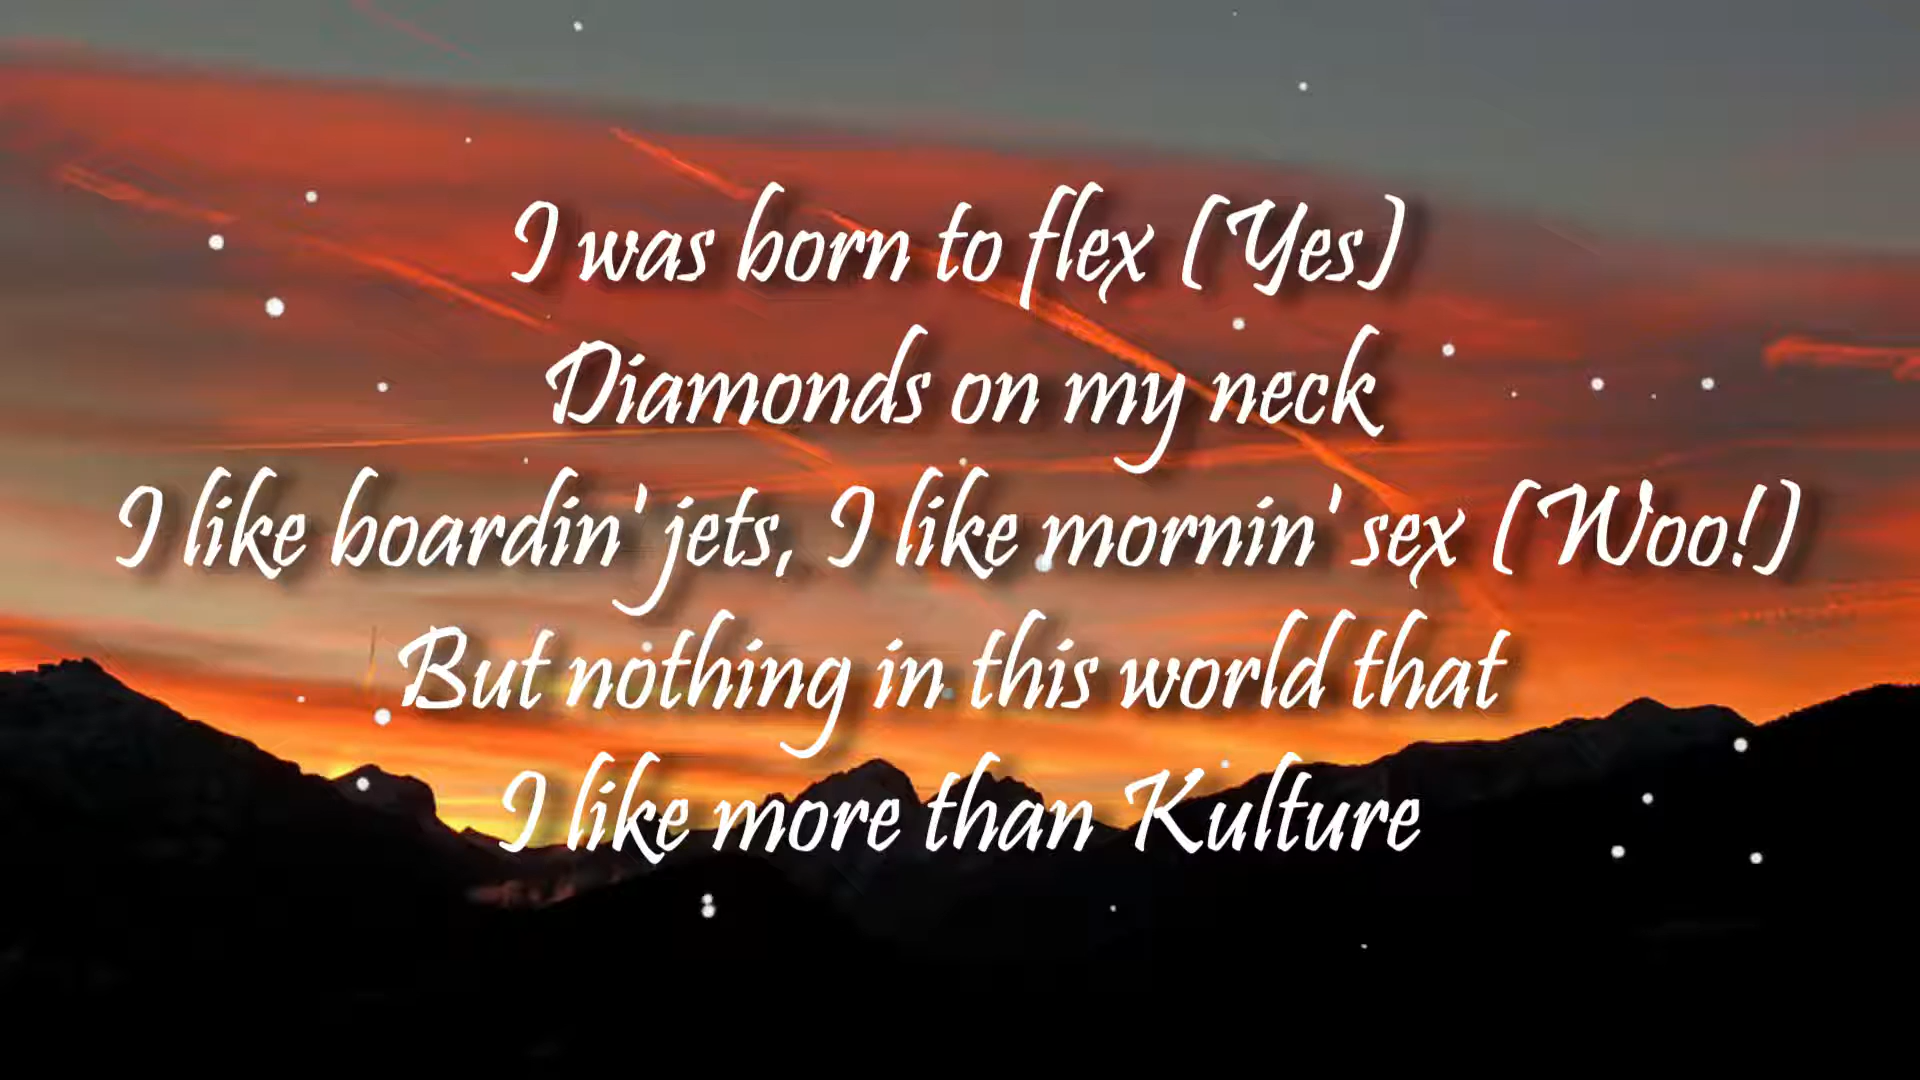 I was born to flex (Yes)
Diamonds on my neck
I like boardin' jets, I like mornin' sex (Woo!)
But nothing in this world that
I like more than Kulture